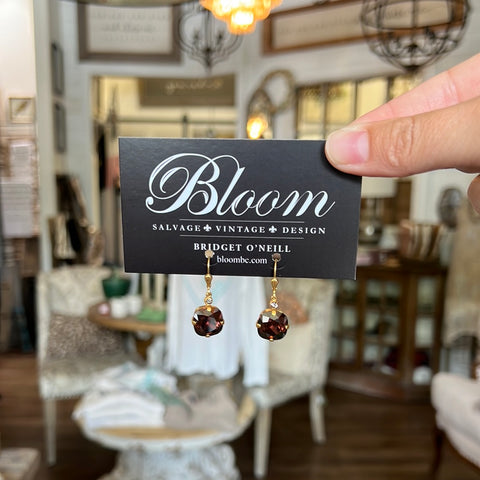 Bloom
SALVAGE ⚜ VINTAGE ⚜ DESIGN
BRIDGET O'NEILL
bloombc.com